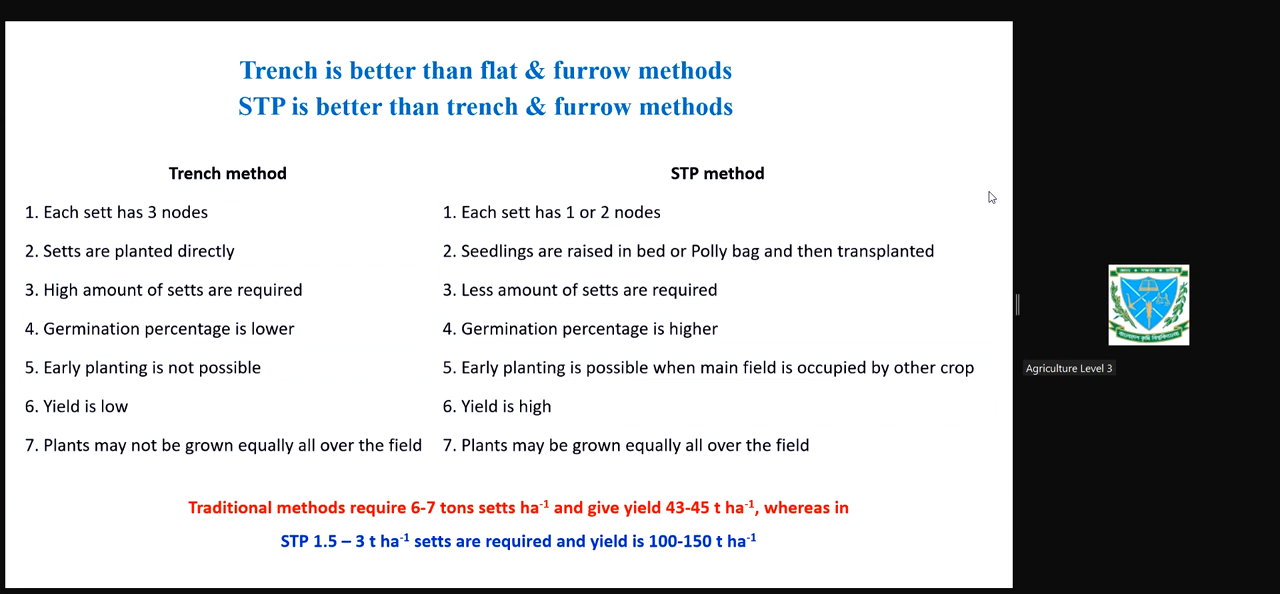 Trench is better than flat & furrow methods
STP is better than trench & furrow methods
Trench method
1. Each sett has 3 nodes
2. Setts are planted directly
3. High amount of setts are required
4. Germination percentage is lower
5. Early planting is not possible
6. Yield is low
7. Plants may not be grown equally all over the field
STP method
1. Each sett has 1 or 2 nodes
2. Seedlings are raised in bed or Polly bag and then transplanted
3. Less amount of setts are required
4. Germination percentage is higher
5. Early planting is possible when main field is occupied by other crop
6. Yield is high
7. Plants may be grown equally all over the field
Traditional methods require 6-7 tons setts ha⁻¹ and give yield 43-45 t ha⁻¹, whereas in
STP 1.5 – 3 t ha⁻¹ setts are required and yield is 100-150 t ha⁻¹
Agriculture Level 3